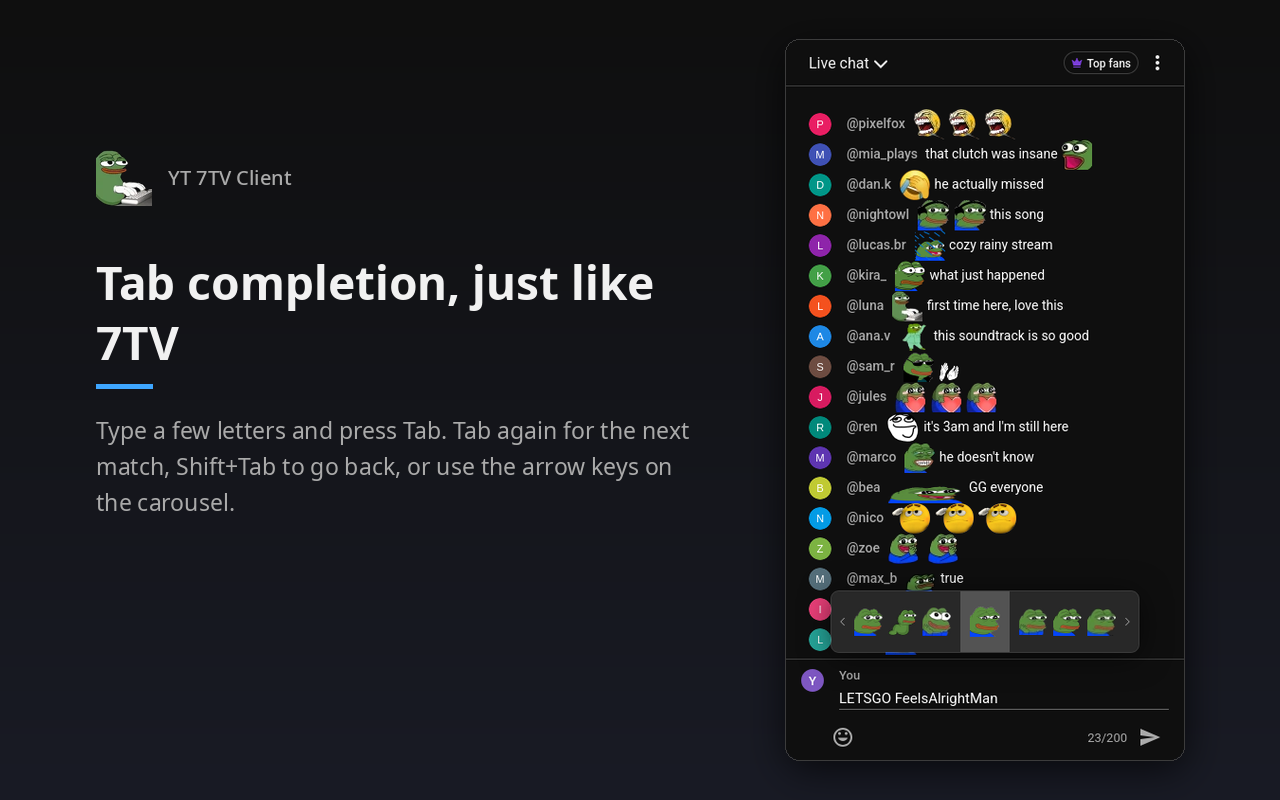 YT 7TV Client
Tab completion, just like
7TV
Type a few letters and press Tab. Tab again for the next
match, Shift+Tab to go back, or use the arrow keys on
the carousel.
Live chat
Top fans
P @pixelfox
M @mia_plays that clutch was insane
D @dan.k he actually missed
N @nightowl this song
L @lucas.br cozy rainy stream
K @kira_ what just happened
L @luna first time here, love this
A @ana.v this soundtrack is so good
S @sam_r
J @jules
R @ren it's 3am and I'm still here
M @marco he doesn't know
B @bea GG everyone
N @nico
Z @zoe
M @max_b true
I
L
Y You
LETSGO FeelsAlrightMan
23/200